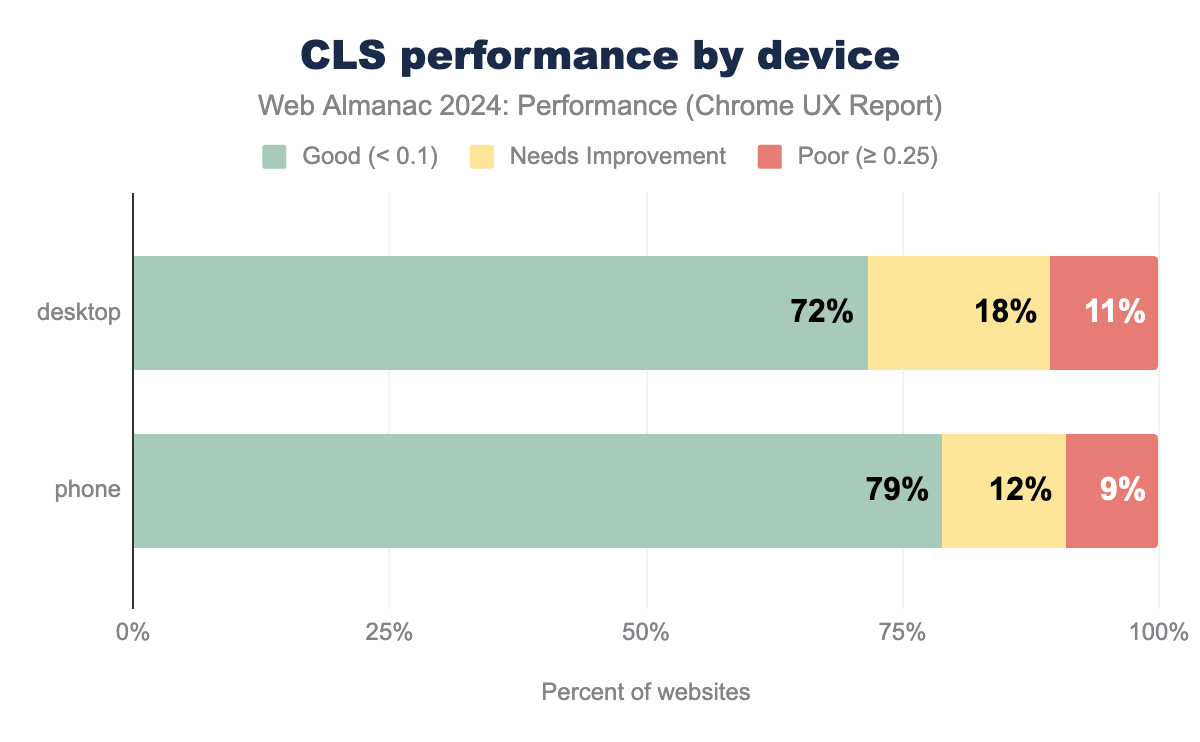 CLS performance by device
Web Almanac 2024: Performance (Chrome UX Report)
Good (< 0.1) Needs Improvement Poor (≥ 0.25)
desktop 72% 18% 11%
phone 79% 12% 9%
0% 25% 50% 75% 100%
Percent of websites